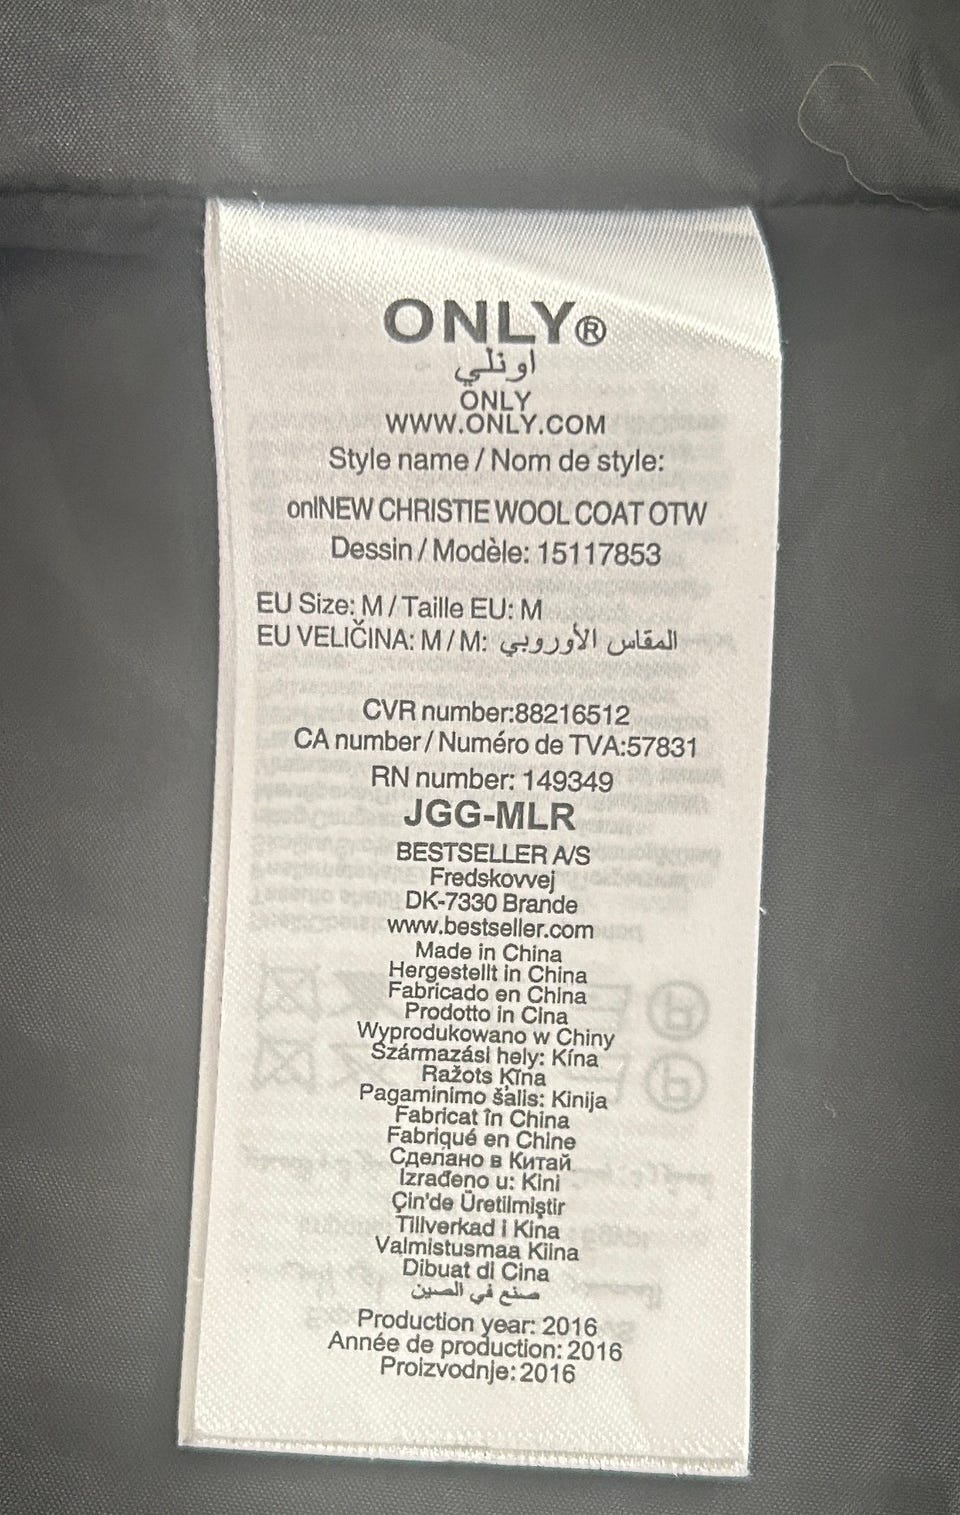 ONLY®
اونلي
ONLY
WWW.ONLY.COM
Style name / Nom de style:
onlNEW CHRISTIE WOOL COAT OTW
Dessin / Modèle: 15117853
EU Size: M / Taille EU: M
EU VELIČINA: M / M: المقاس الأوروبي
CVR number:88216512
CA number / Numéro de TVA:57831
RN number: 149349
JGG-MLR
BESTSELLER A/S
Fredskovvej
DK-7330 Brande
www.bestseller.com
Made in China
Hergestellt in China
Fabricado en China
Prodotto in Cina
Wyprodukowano w Chiny
Származási hely: Kína
Ražots Ķīna
Pagaminimo šalis: Kinija
Fabricat în China
Fabriqué en Chine
Сделано в Китай
Izrađeno u: Kini
Çin'de Üretilmiştir
Tillverkad i Kina
Valmistusmaa Kiina
Dibuat di Cina
صنع في الصين
Production year: 2016
Année de production: 2016
Proizvodnje: 2016